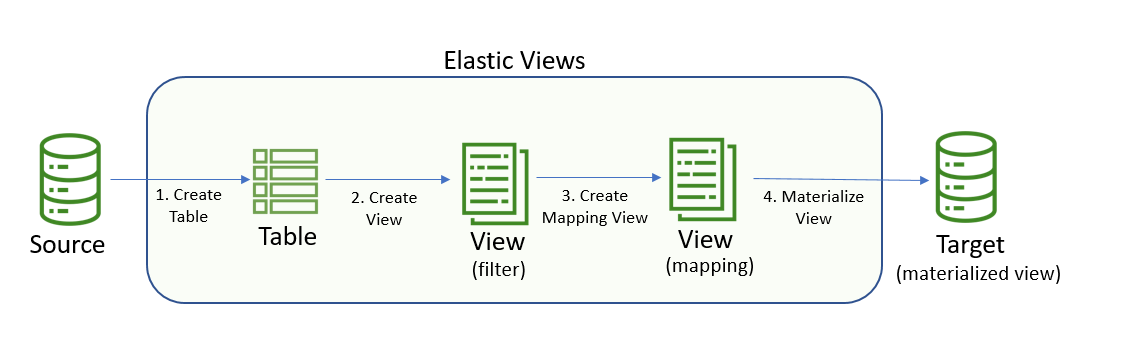 Elastic Views
Source
1. Create
Table
Table
2. Create
View
View
(filter)
3. Create
Mapping View
View
(mapping)
4. Materialize
View
Target
(materialized view)